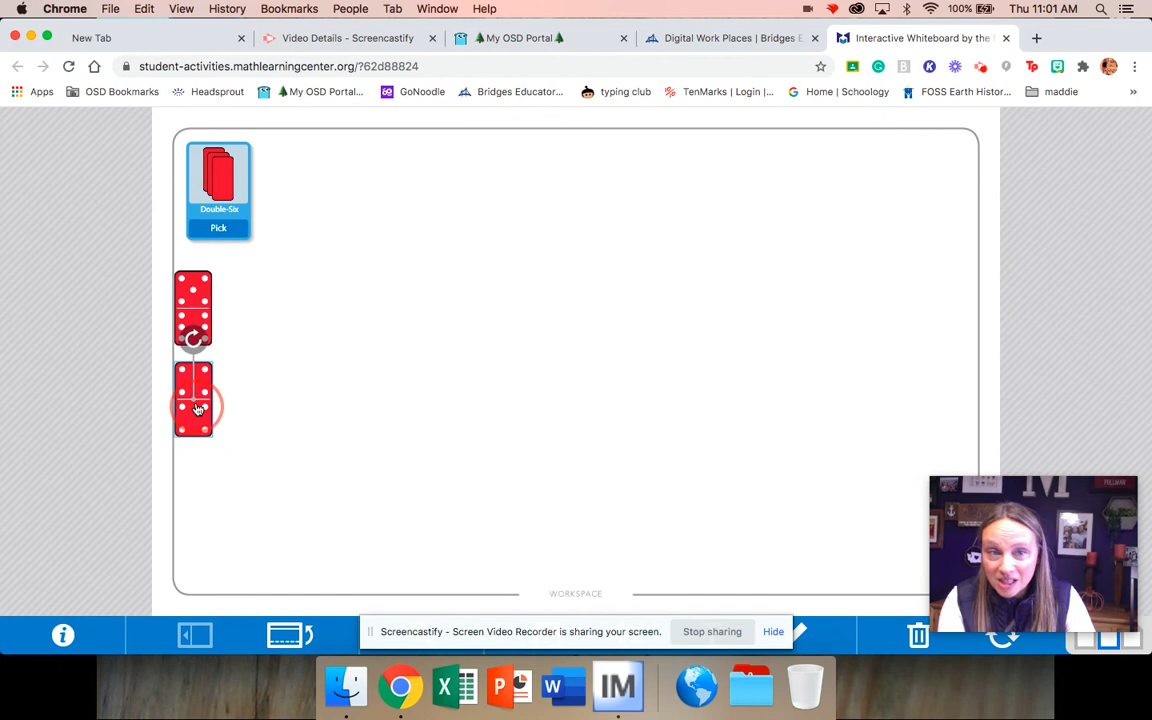 Chrome File Edit View History Bookmarks People Tab Window Help 100% Thu 11:01 AM
New Tab Video Details - Screencastify My OSD Portal Digital Work Places | Bridges E Interactive Whiteboard by the
student-activities.mathlearningcenter.org/?62d88824
Apps OSD Bookmarks Headsprout My OSD Portal... GoNoodle Bridges Educator... typing club TenMarks | Login |... Home | Schoology FOSS Earth Histor... maddie »
Double-Six
Pick
WORKSPACE
PULLMAN
M
Screencastify - Screen Video Recorder is sharing your screen. Stop sharing Hide
X P W IM